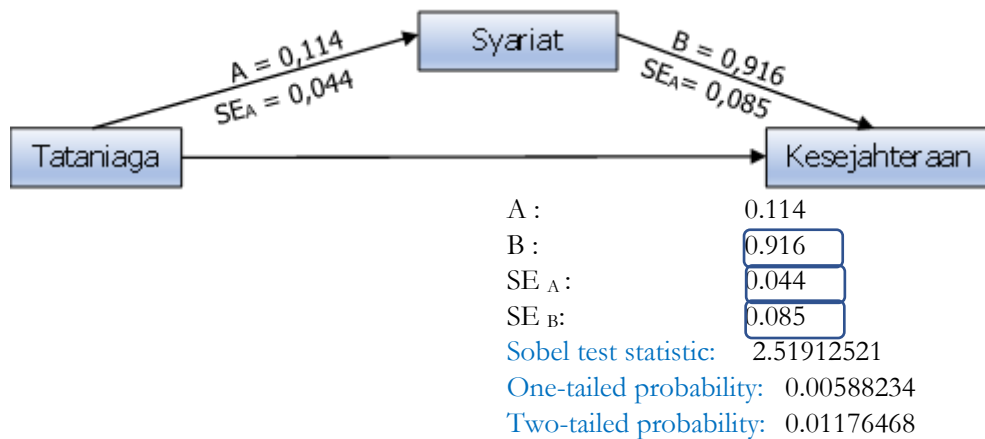 Syariat
A = 0,114
SEA = 0,044
B = 0,916
SEA= 0,085
Tataniaga
Kesejahteraan
A : 0.114
B : 0.916
SE A : 0.044
SE B: 0.085
Sobel test statistic: 2.51912521
One-tailed probability: 0.00588234
Two-tailed probability: 0.01176468